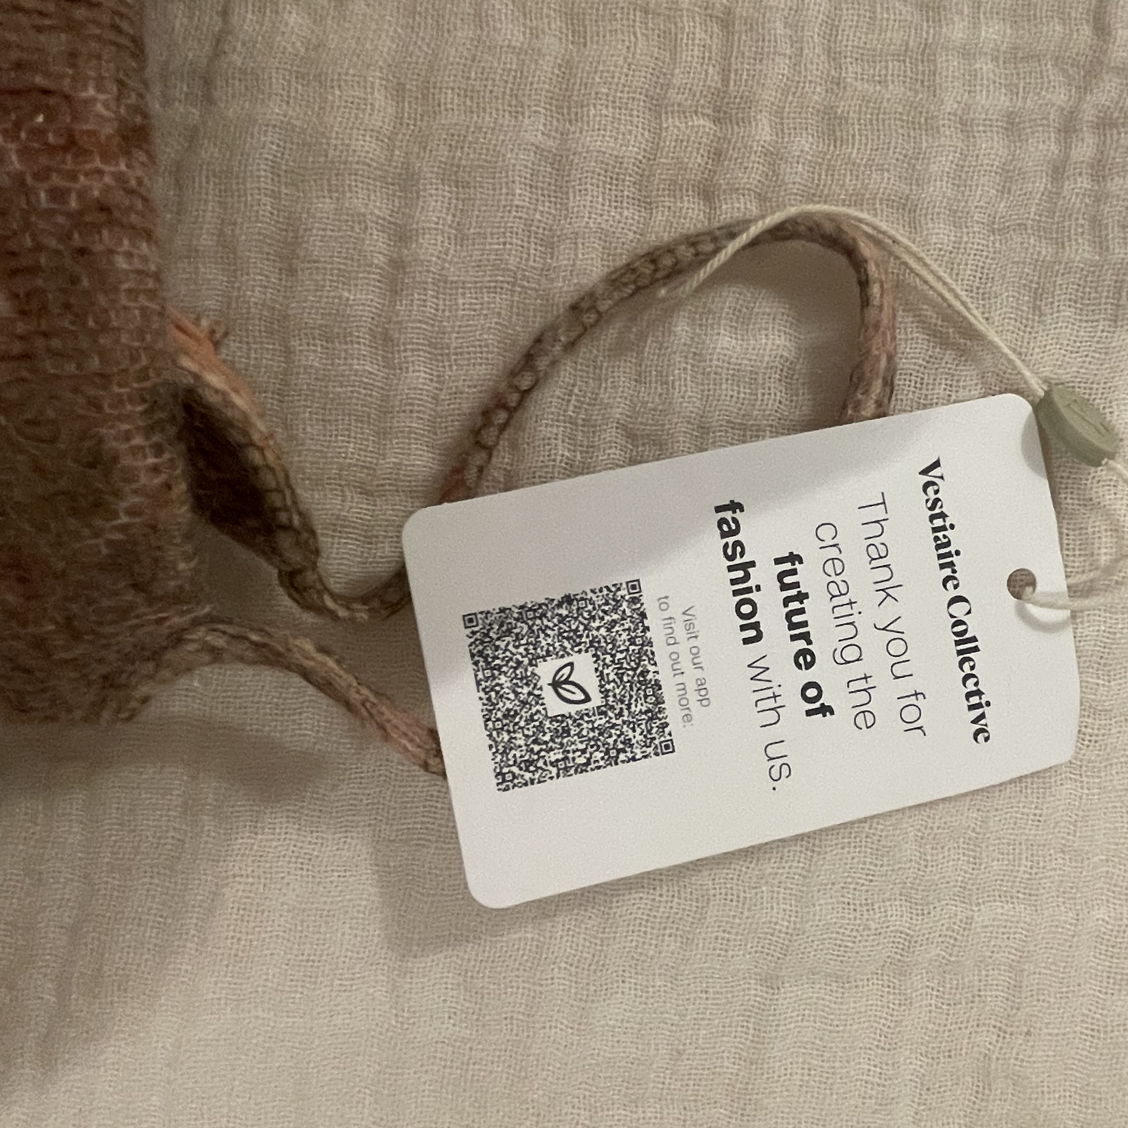 Vestiaire Collective
Thank you for
creating the
future of
fashion with us.
Visit our app
to find out more: